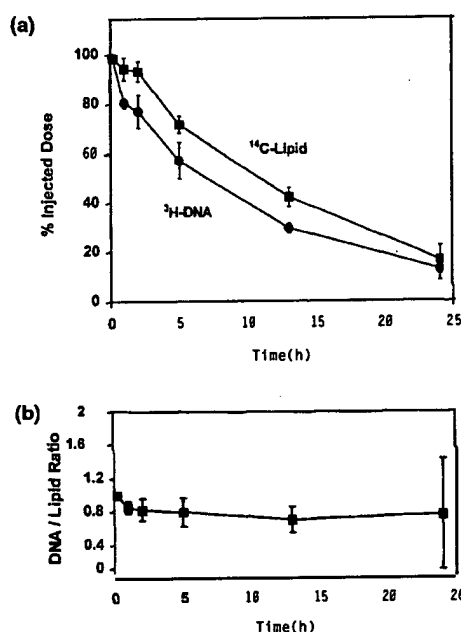 (a)
% Injected Dose
100
80
60
40
20
0
¹⁴C-Lipid
³H-DNA
0 5 10 15 20 25
Time(h)
(b)
DNA / Lipid Ratio
2
1.6
1.2
0.8
0.4
0
0 5 10 15 20 25
Time(h)